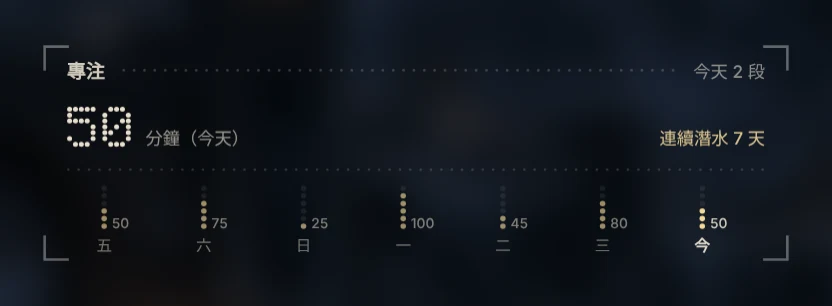 專注 今天 2 段
50 分鐘（今天） 連續潛水 7 天
50 75 25 100 45 80 50
五 六 日 一 二 三 今